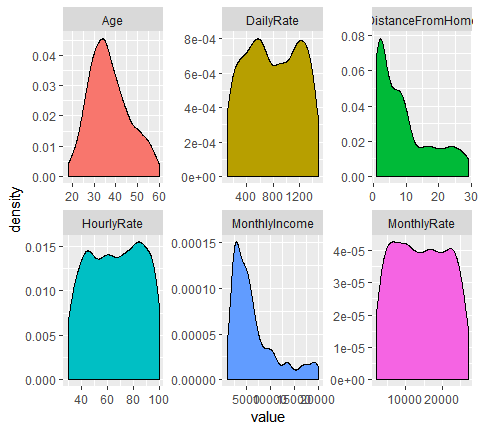 Age
DailyRate
DistanceFromHome
0.04
0.03
0.02
0.01
0.00
20 30 40 50 60
8e-04
6e-04
4e-04
2e-04
0e+00
400 800 1200
0.08
0.06
0.04
0.02
0.00
0 10 20 30
density
HourlyRate
MonthlyIncome
MonthlyRate
0.015
0.010
0.005
0.000
40 60 80 100
0.00015
0.00010
0.00005
0.00000
5000 10000 15000 20000
4e-05
3e-05
2e-05
1e-05
0e+00
10000 20000
value